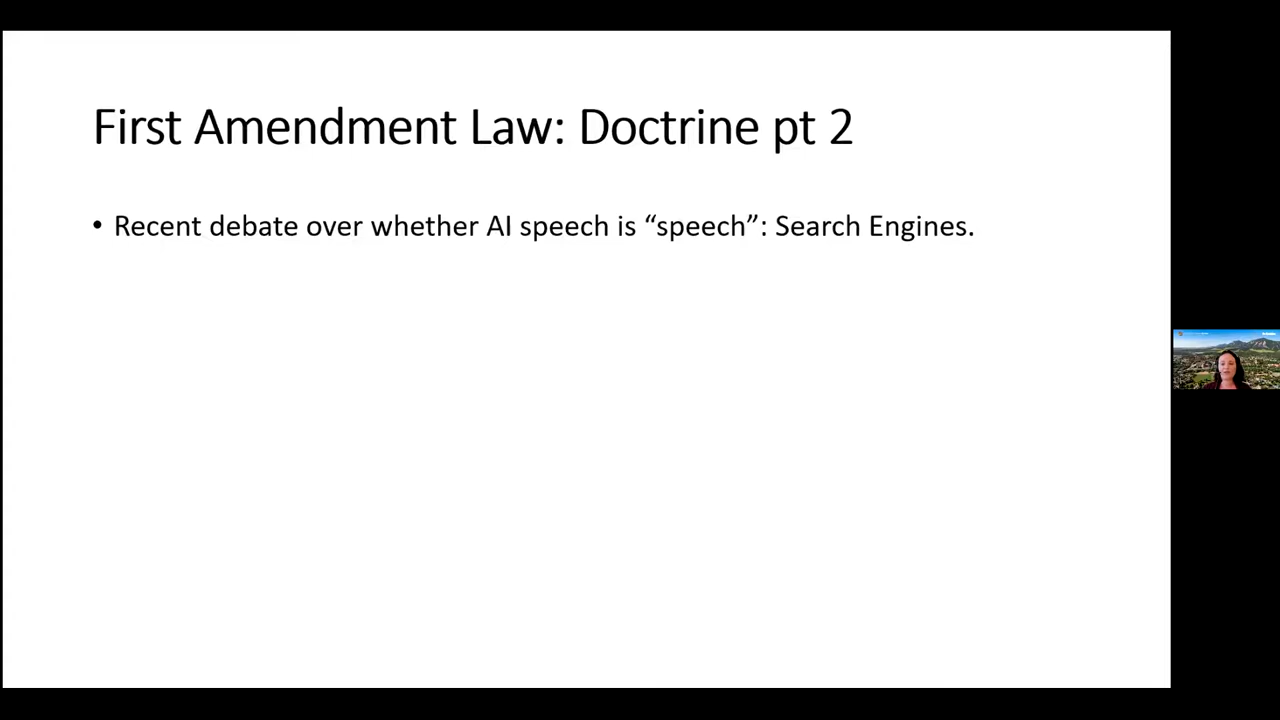 First Amendment Law: Doctrine pt 2
• Recent debate over whether AI speech is “speech”: Search Engines.